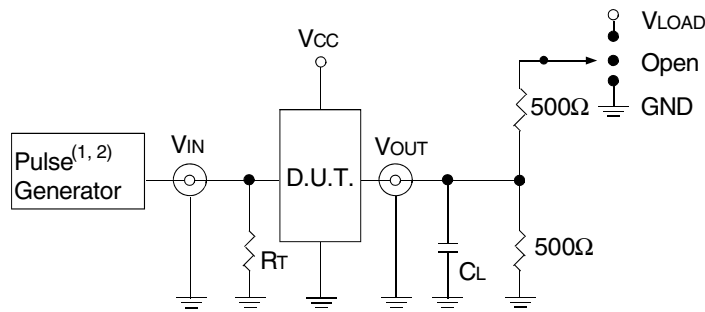 VLOAD
VCC
Open
500Ω
GND
VIN
VOUT
Pulse(1, 2)
Generator
D.U.T.
RT
CL
500Ω